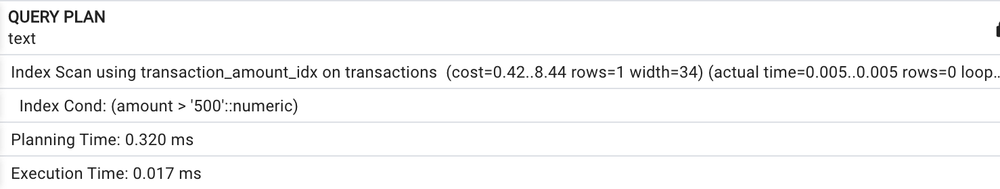 QUERY PLAN
text
Index Scan using transaction_amount_idx on transactions (cost=0.42..8.44 rows=1 width=34) (actual time=0.005..0.005 rows=0 loop...
Index Cond: (amount > '500'::numeric)
Planning Time: 0.320 ms
Execution Time: 0.017 ms